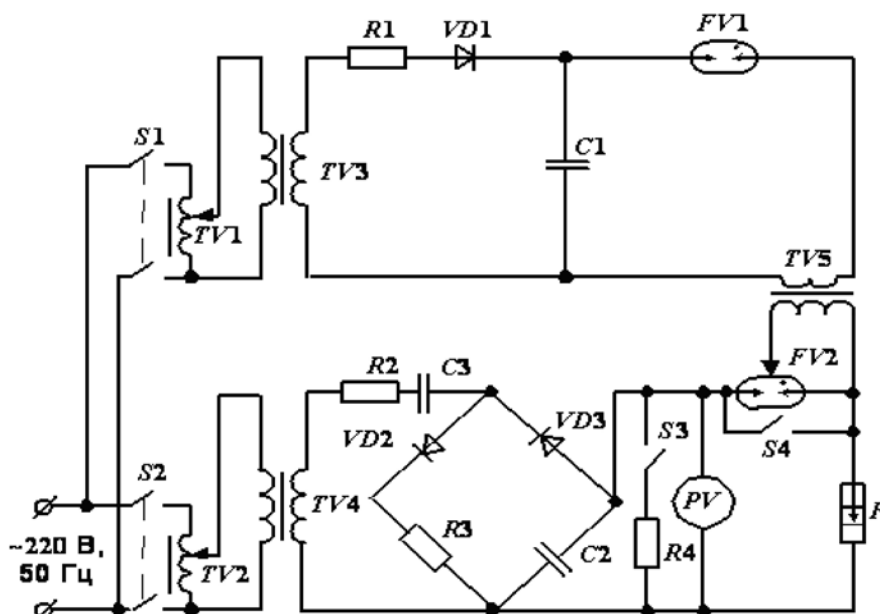 R1
VD1
FV1
S1
TV3
C1
TV1
TV5
FV2
R2
C3
VD2
VD3
S3
S4
S2
TV4
R3
C2
PV
R4
~220 В,
50 Гц
TV2